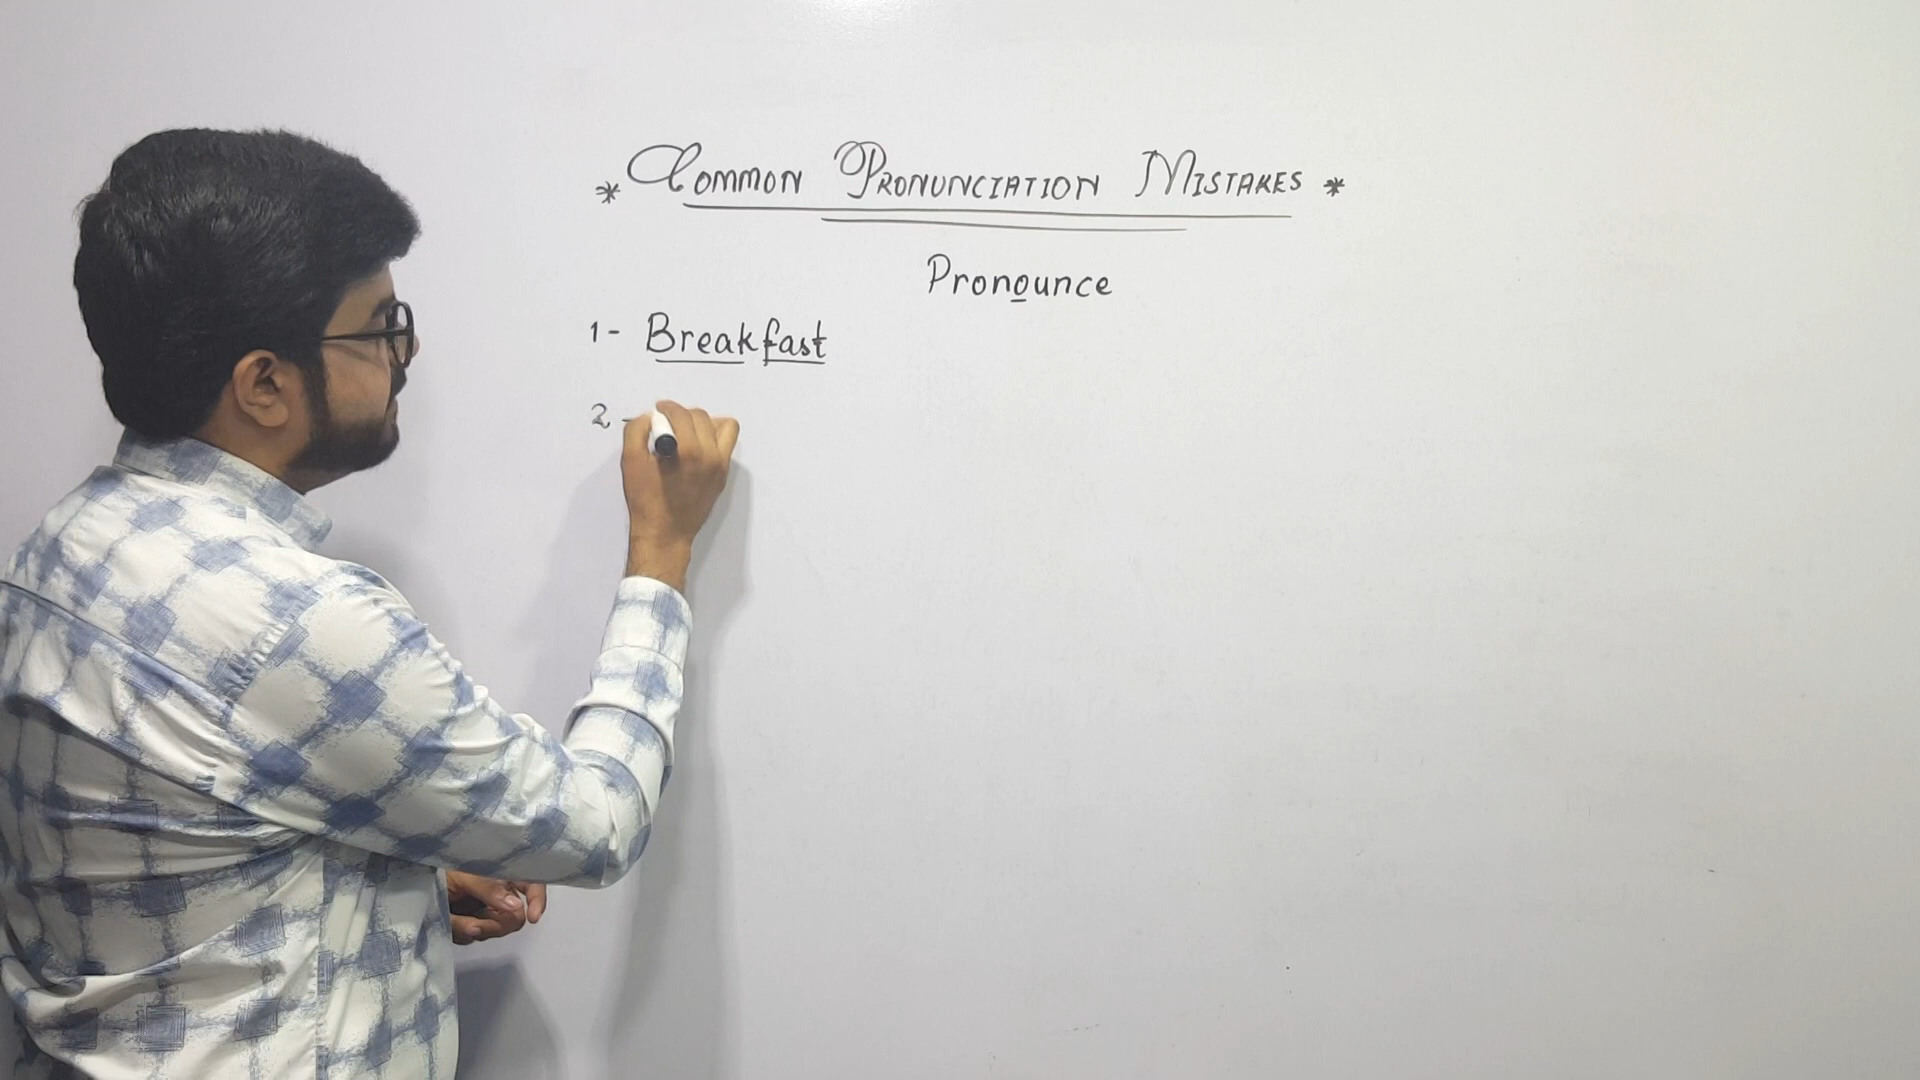 * Common Pronunciation Mistakes *
Pronounce
1- Breakfast
2-